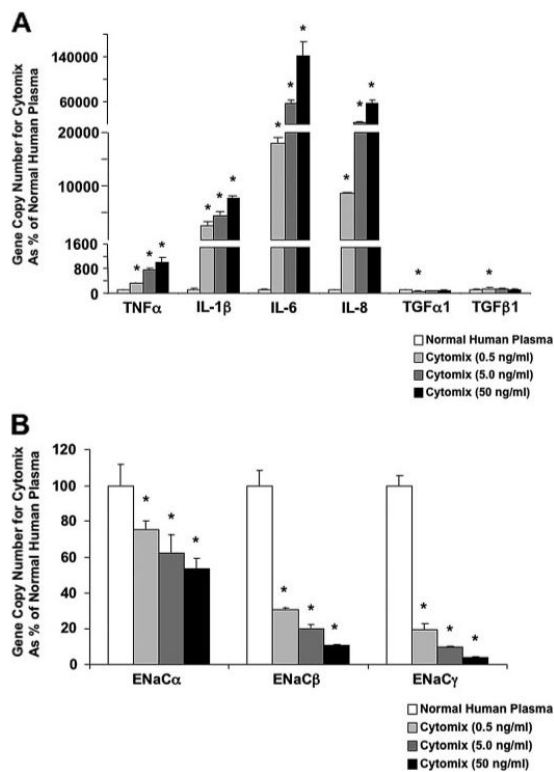 A
Gene Copy Number for Cytomix
As % of Normal Human Plasma
140000
60000
20000
10000
1600
800
0
*
*
*
*
*
*
*
*
*
*
*
*
*
*
TNFα
IL-1β
IL-6
IL-8
TGFα1
TGFβ1
Normal Human Plasma
Cytomix (0.5 ng/ml)
Cytomix (5.0 ng/ml)
Cytomix (50 ng/ml)
B
Gene Copy Number for Cytomix
As % of Normal Human Plasma
120
100
80
60
40
20
0
*
*
*
*
*
*
*
*
*
ENaCα
ENaCβ
ENaCγ
Normal Human Plasma
Cytomix (0.5 ng/ml)
Cytomix (5.0 ng/ml)
Cytomix (50 ng/ml)